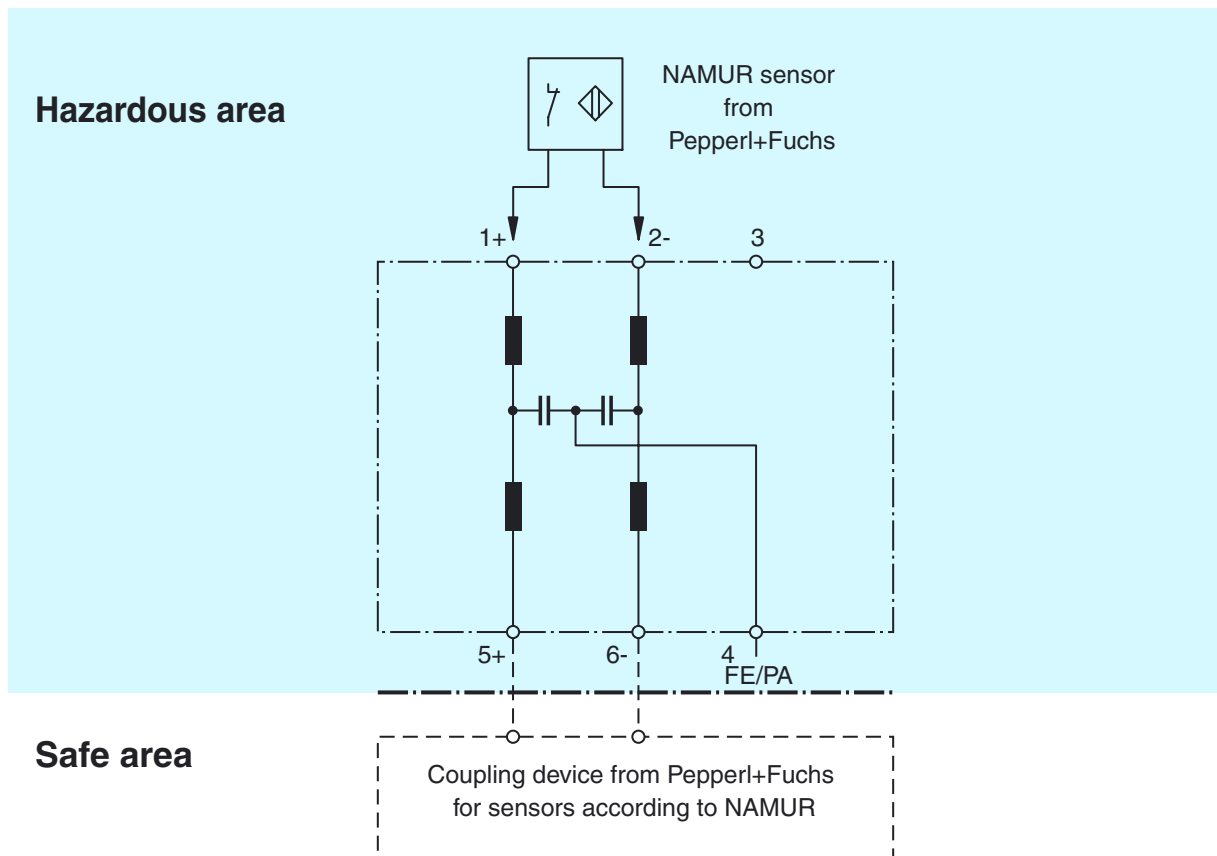 Hazardous area
NAMUR sensor
from
Pepperl+Fuchs
1+
2-
3
5+
6-
4
FE/PA
Safe area
Coupling device from Pepperl+Fuchs
for sensors according to NAMUR